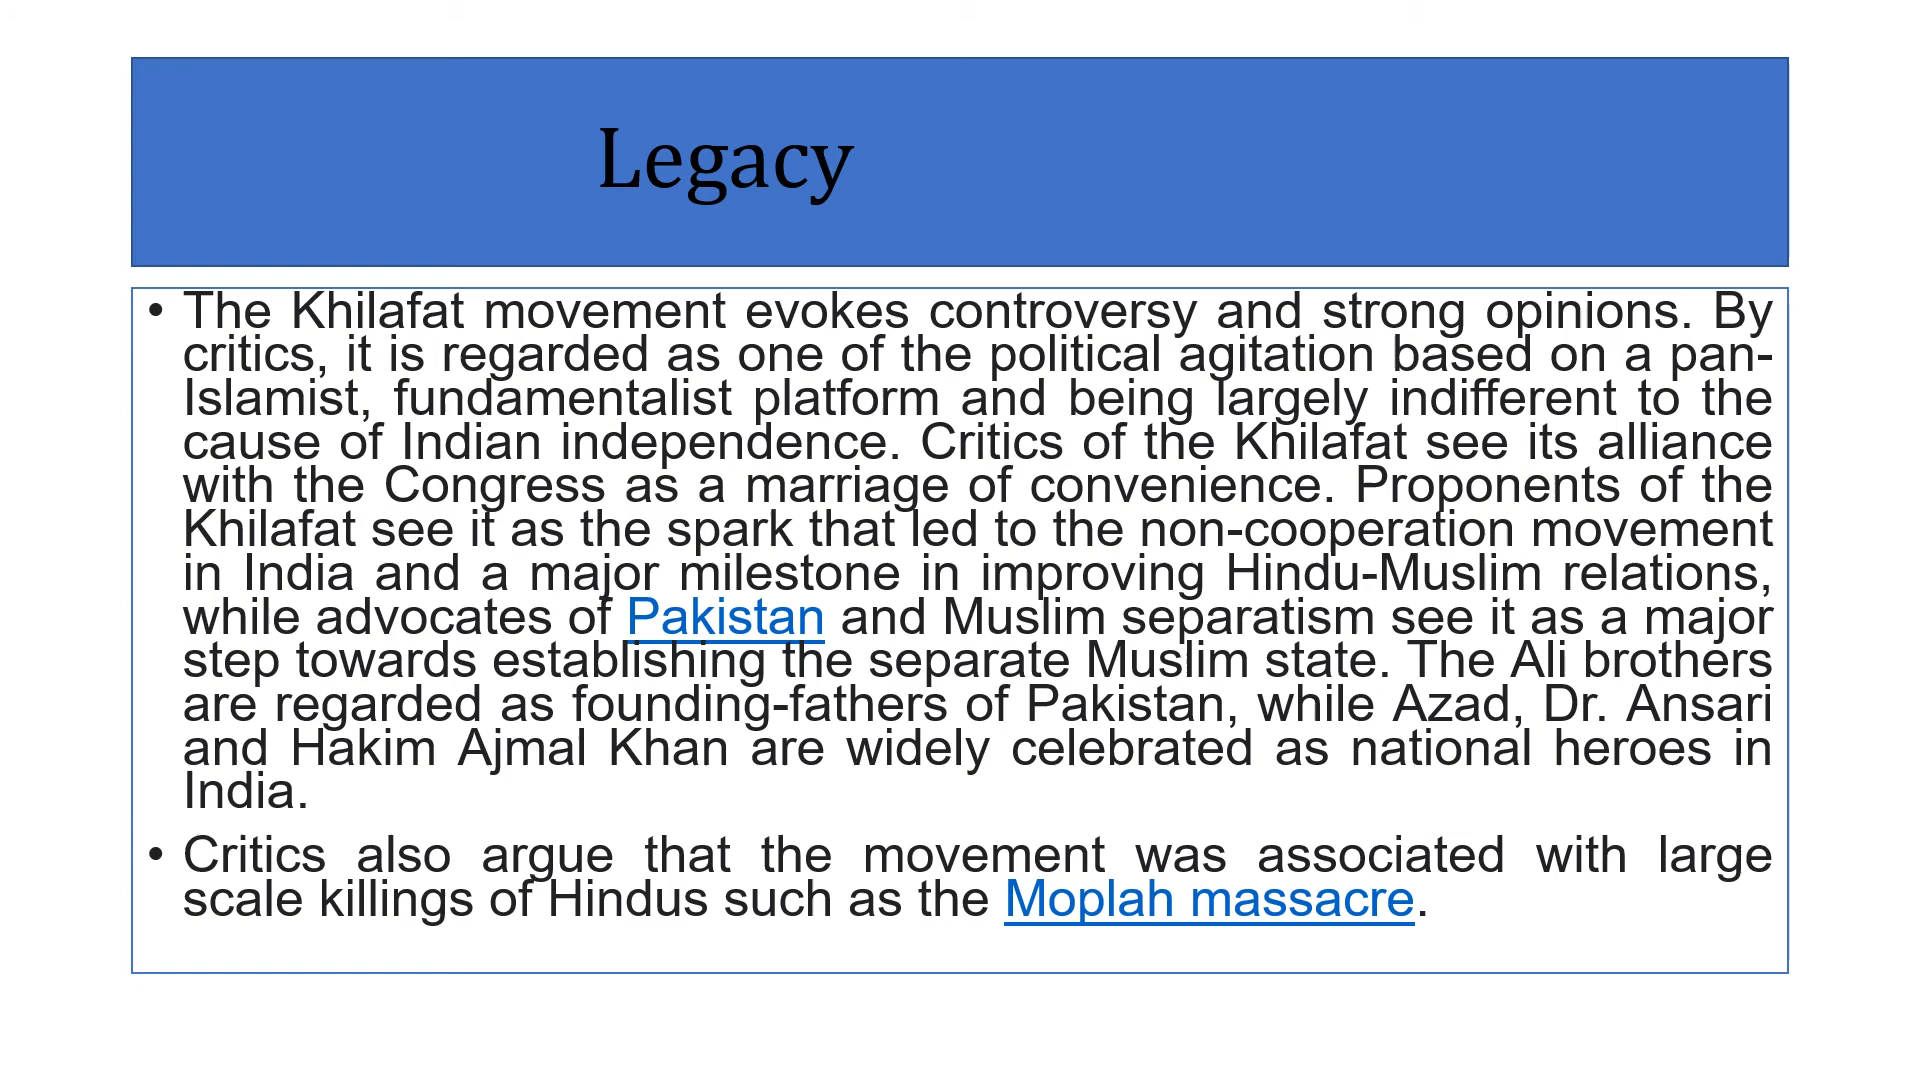 Legacy
• The Khilafat movement evokes controversy and strong opinions. By
critics, it is regarded as one of the political agitation based on a pan-
Islamist, fundamentalist platform and being largely indifferent to the
cause of Indian independence. Critics of the Khilafat see its alliance
with the Congress as a marriage of convenience. Proponents of the
Khilafat see it as the spark that led to the non-cooperation movement
in India and a major milestone in improving Hindu-Muslim relations,
while advocates of Pakistan and Muslim separatism see it as a major
step towards establishing the separate Muslim state. The Ali brothers
are regarded as founding-fathers of Pakistan, while Azad, Dr. Ansari
and Hakim Ajmal Khan are widely celebrated as national heroes in
India.
• Critics also argue that the movement was associated with large
scale killings of Hindus such as the Moplah massacre.